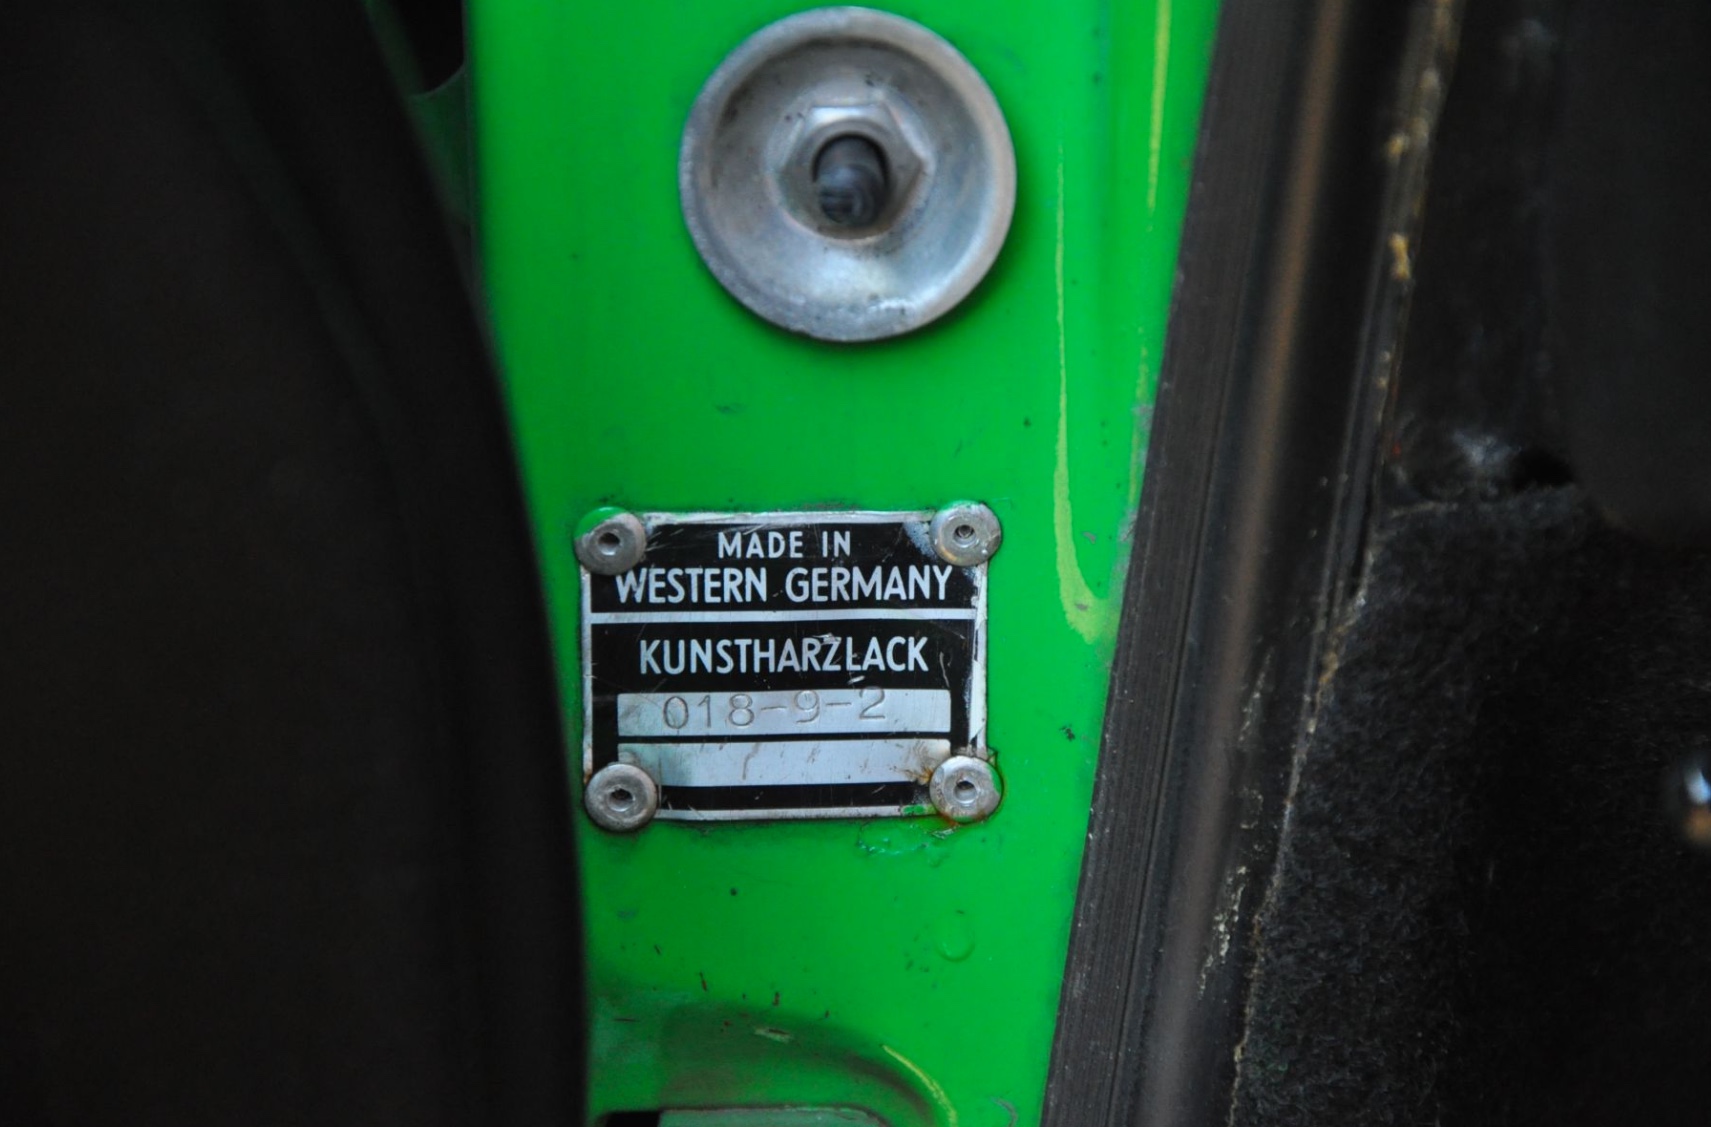 MADE IN
WESTERN GERMANY
KUNSTHARZLACK
018-9-2